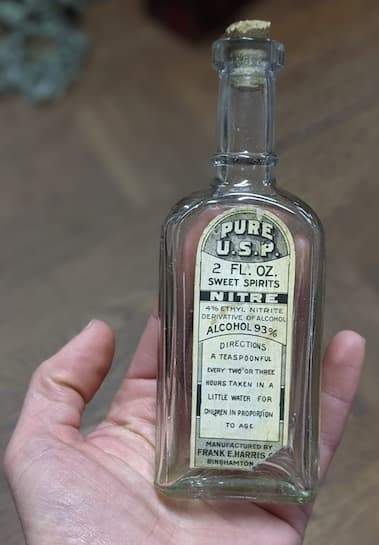 PURE
U.S.P.
2 FL. OZ.
SWEET SPIRITS
NITRE
4% ETHYL NITRITE
DERIVATIVE OF ALCOHOL
ALCOHOL 93%
DIRECTIONS
A TEASPOONFUL
EVERY TWO OR THREE
HOURS TAKEN IN A
LITTLE WATER FOR
CHILDREN IN PROPORTION
TO AGE
MANUFACTURED BY
FRANK E. HARRIS
BINGHAMTON